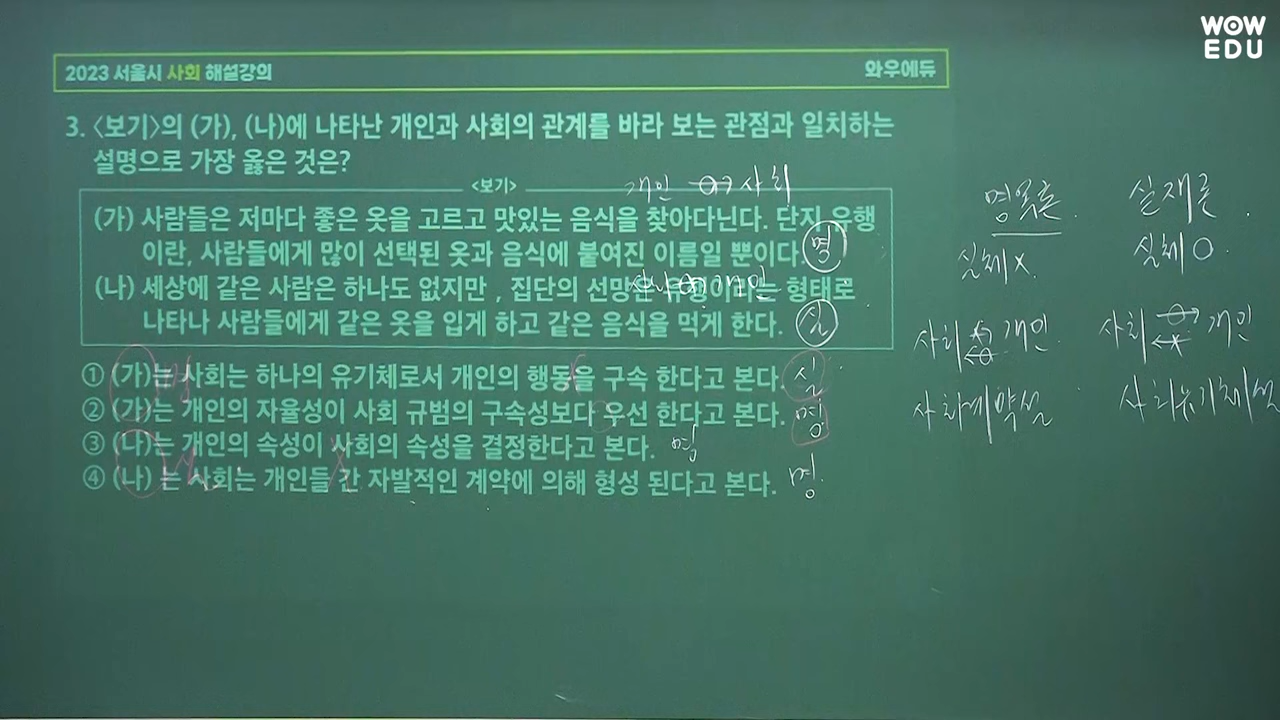 WOW
EDU
2023 서울시 사회 해설강의
와우에듀
3. <보기>의 (가), (나)에 나타난 개인과 사회의 관계를 바라 보는 관점과 일치하는
설명으로 가장 옳은 것은?
<보기>
개인 사회
(가) 사람들은 저마다 좋은 옷을 고르고 맛있는 음식을 찾아다닌다. 단지 유행
이란, 사람들에게 많이 선택된 옷과 음식에 붙여진 이름일 뿐이다.
명
(나) 세상에 같은 사람은 하나도 없지만, 집단의 선망은 유행이라는 형태로
나타나 사람들에게 같은 옷을 입게 하고 같은 음식을 먹게 한다.
실
① (가)는 사회는 하나의 유기체로서 개인의 행동을 구속 한다고 본다. 실
② (가)는 개인의 자율성이 사회 규범의 구속성보다 우선 한다고 본다. 명
③ (나)는 개인의 속성이 사회의 속성을 결정한다고 본다. 명
④ (나) 는 사회는 개인들 간 자발적인 계약에 의해 형성 된다고 본다. 명
명목론 실재론
실체 X 실체 O
사회 개인 사회 개인
사회계약설 사회유기체설